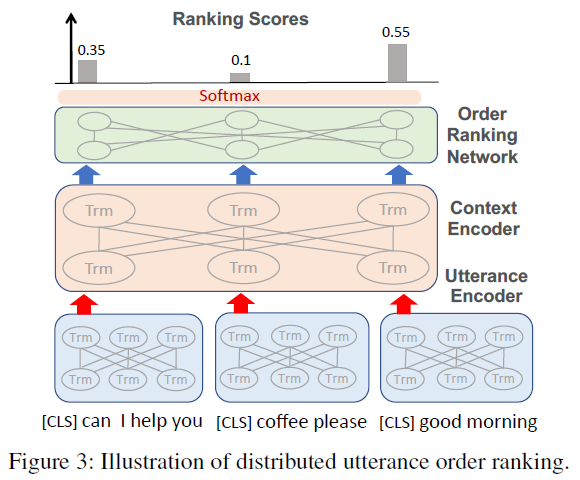 Ranking Scores
0.35
0.1
0.55
Softmax
Order
Ranking
Network
Trm Trm Trm
Context
Encoder
Trm Trm Trm
Utterance
Encoder
Trm Trm Trm Trm Trm Trm Trm Trm Trm
Trm Trm Trm Trm Trm Trm Trm Trm Trm
[CLS] can I help you [CLS] coffee please [CLS] good morning
Figure 3: Illustration of distributed utterance order ranking.